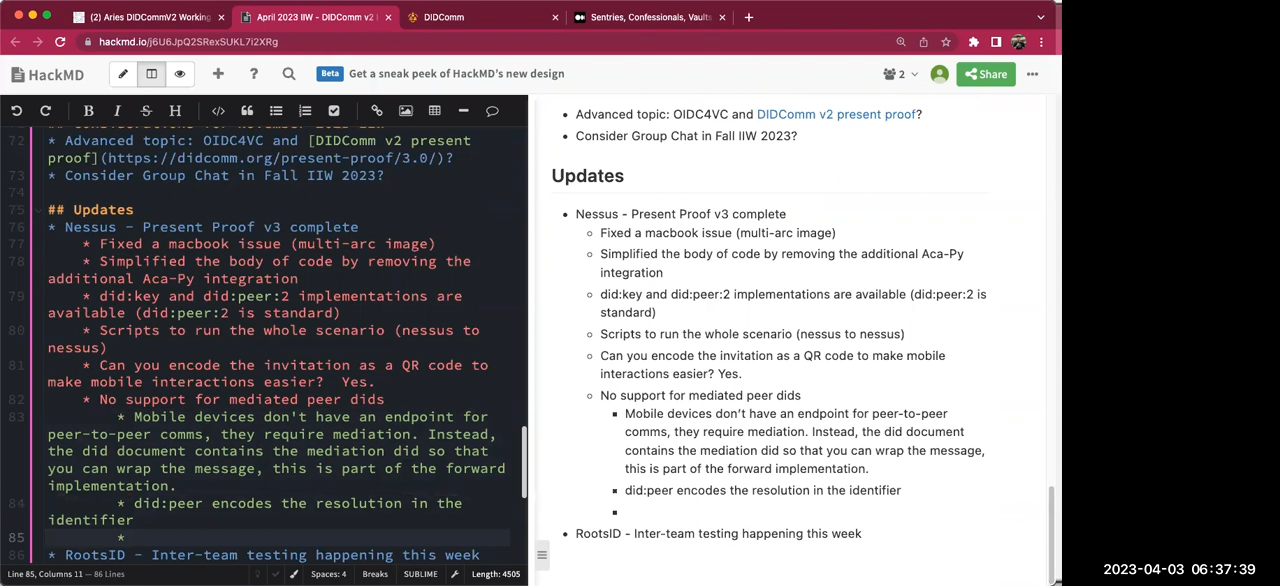 (2) Aries DIDCommV2 Working
April 2023 IIW - DIDComm v2
DIDComm
Sentries, Confessionals, Vaults
hackmd.io/j6U6JpQ2SRexSUKL7i2XRg
HackMD
Beta
Get a sneak peek of HackMD's new design
2
Share
72 * Advanced topic: OIDC4VC and [DIDComm v2 present
proof](https://didcomm.org/present-proof/3.0/)?
73 * Consider Group Chat in Fall IIW 2023?
74
75 ## Updates
76 * Nessus - Present Proof v3 complete
77 * Fixed a macbook issue (multi-arc image)
78 * Simplified the body of code by removing the
additional Aca-Py integration
79 * did:key and did:peer:2 implementations are
available (did:peer:2 is standard)
80 * Scripts to run the whole scenario (nessus to
nessus)
81 * Can you encode the invitation as a QR code to
make mobile interactions easier?  Yes.
82 * No support for mediated peer dids
83 * Mobile devices don't have an endpoint for
peer-to-peer comms, they require mediation. Instead,
the did document contains the mediation did so that
you can wrap the message, this is part of the forward
implementation.
84 * did:peer encodes the resolution in the
identifier
85 *
86 * RootsID - Inter-team testing happening this week
Line 85, Columns 11 — 86 Lines
Spaces: 4
Breaks
SUBLIME
Length: 4505
• Advanced topic: OIDC4VC and DIDComm v2 present proof?
• Consider Group Chat in Fall IIW 2023?
Updates
• Nessus - Present Proof v3 complete
◦ Fixed a macbook issue (multi-arc image)
◦ Simplified the body of code by removing the additional Aca-Py
integration
◦ did:key and did:peer:2 implementations are available (did:peer:2 is
standard)
◦ Scripts to run the whole scenario (nessus to nessus)
◦ Can you encode the invitation as a QR code to make mobile
interactions easier? Yes.
◦ No support for mediated peer dids
▪ Mobile devices don't have an endpoint for peer-to-peer
comms, they require mediation. Instead, the did document
contains the mediation did so that you can wrap the message,
this is part of the forward implementation.
▪ did:peer encodes the resolution in the identifier
▪
• RootsID - Inter-team testing happening this week
2023-04-03 06:37:39